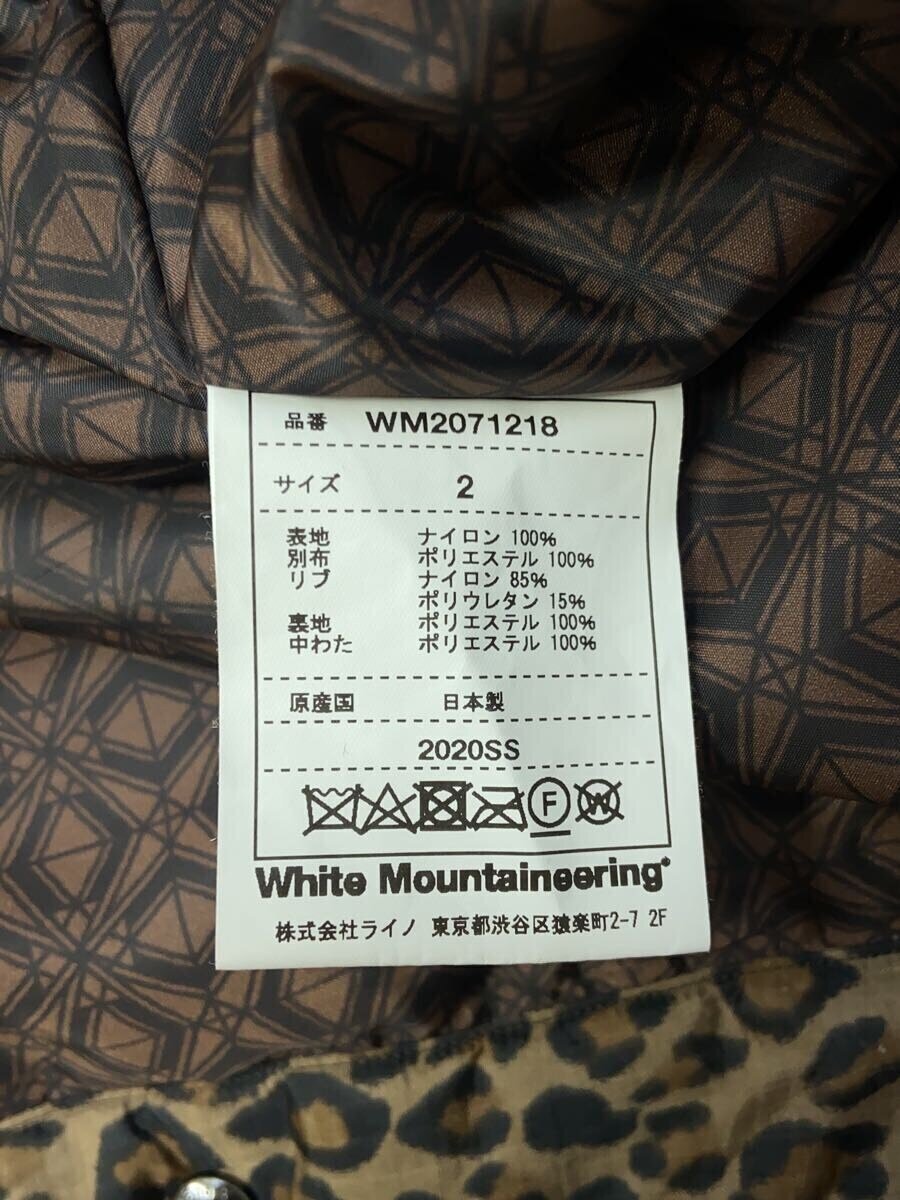 品番 WM2071218
サイズ 2
表地 ナイロン 100%
別布 ポリエステル 100%
リブ ナイロン 85%
ポリウレタン 15%
裏地 ポリエステル 100%
中わた ポリエステル 100%
原産国 日本製
2020SS
F W
White Mountaineering
株式会社ライノ 東京都渋谷区猿楽町2-7 2F